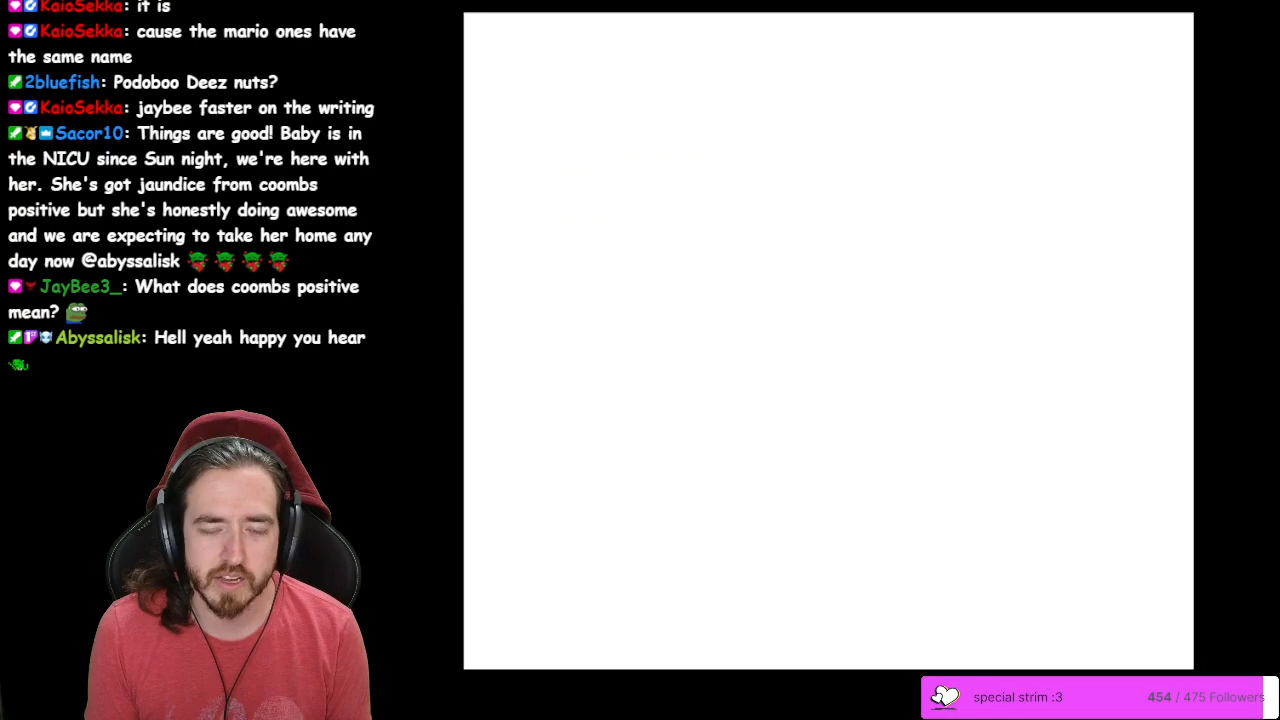 KaioSekka: it is
KaioSekka: cause the mario ones have
the same name
2bluefish: Podoboo Deez nuts?
KaioSekka: jaybee faster on the writing
Sacor10: Things are good! Baby is in
the NICU since Sun night, we're here with
her. She's got jaundice from coombs
positive but she's honestly doing awesome
and we are expecting to take her home any
day now @abyssalisk
JayBee3_: What does coombs positive
mean?
Abyssalisk: Hell yeah happy you hear
special strim :3 454 / 475 Followers